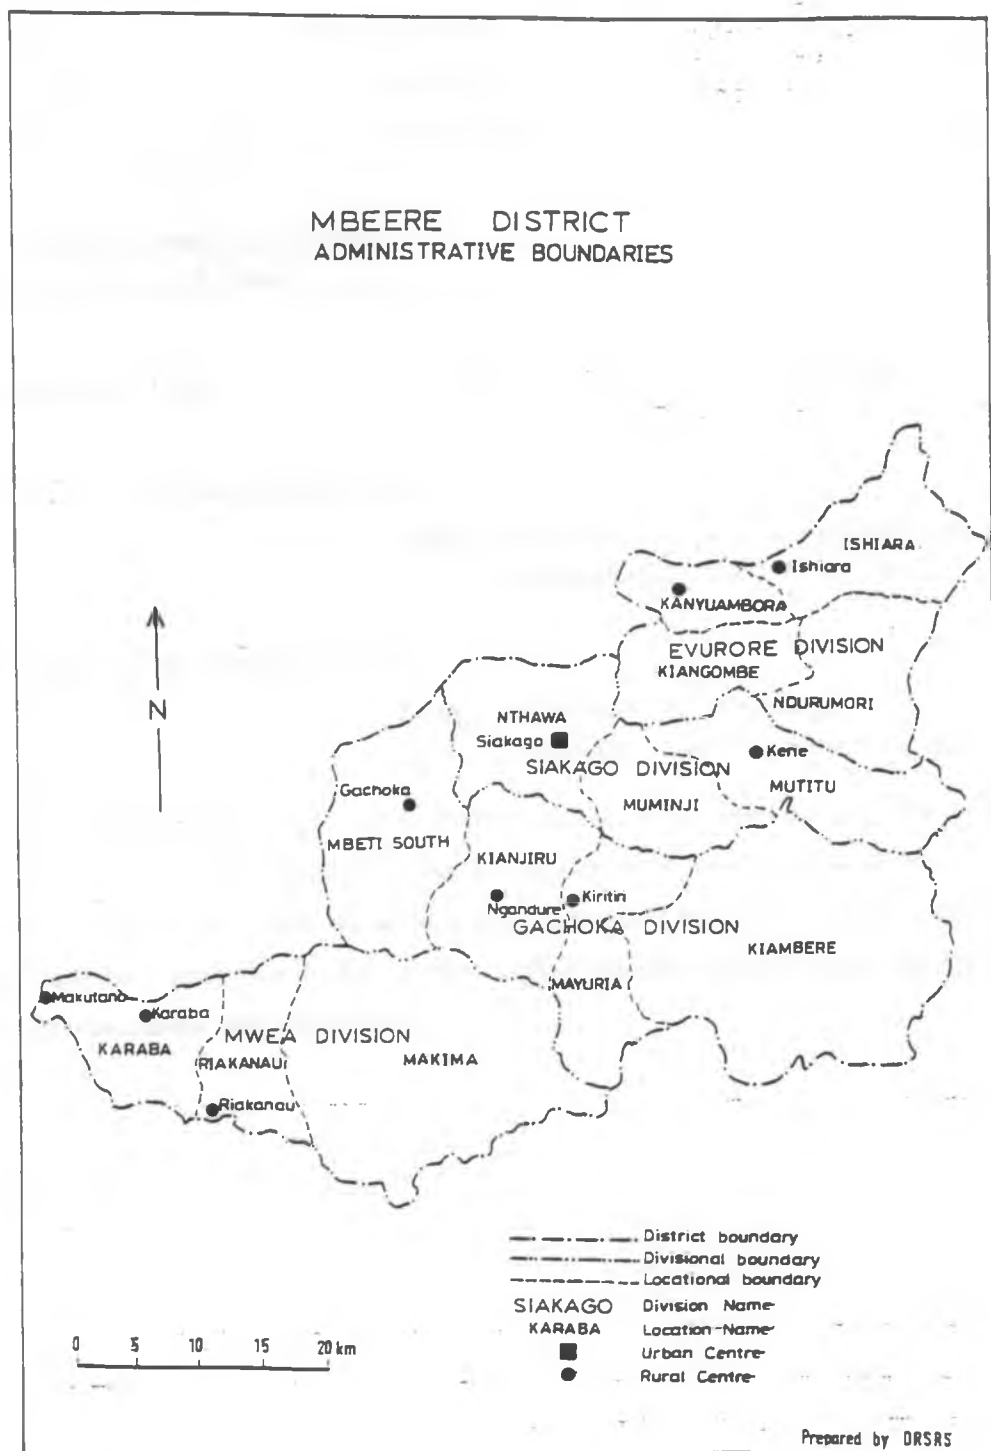 MBEERE DISTRICT
ADMINISTRATIVE BOUNDARIES
ISHIARA
Ishiara
KANYUAMBORA
EVURORE DIVISION
KIANGOMBE
NDURUMORI
N
NTHAWA
Siakago
SIAKAGO DIVISION
Kene
MUTITU
MUMINJI
Gachoka
MBETI SOUTH
KIANJIRU
Ngandure
Kiritiri
GACHOKA DIVISION
KIAMBERE
MAYURIA
Makutano
Karaba
KARABA
MWEA DIVISION
RIAKANAU
MAKIMA
Riakanau
District boundary
Divisional boundary
Locational boundary
SIAKAGO Division Name
KARABA Location Name
Urban Centre
Rural Centre
0 5 10 15 20 km
Prepared by DRSRS